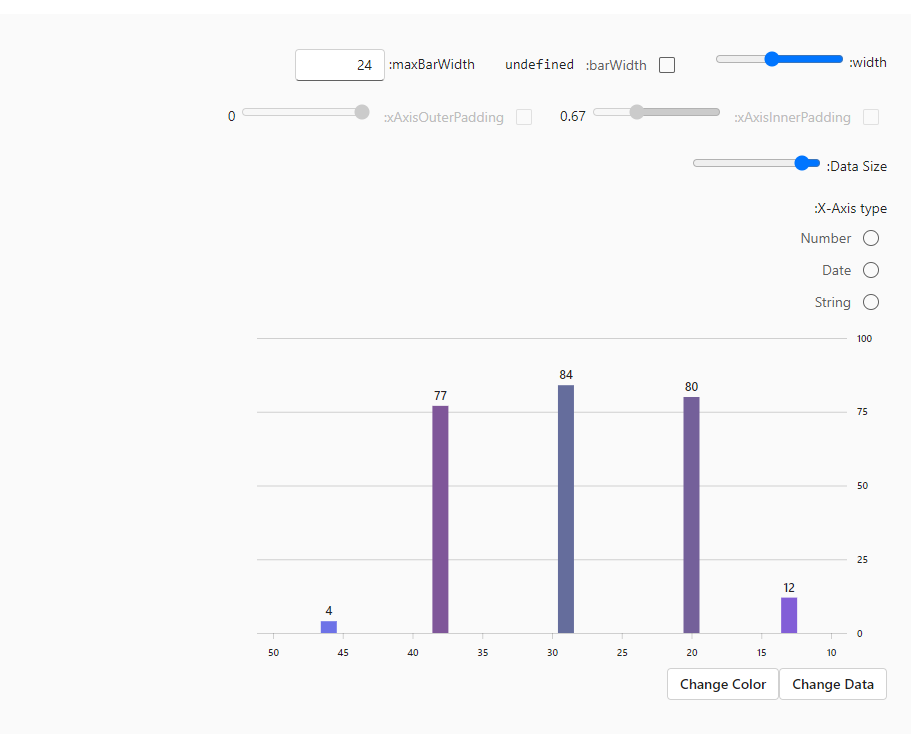 width:
barWidth: undefined
maxBarWidth: 24
xAxisInnerPadding: 0.67
xAxisOuterPadding: 0
Data Size:
X-Axis type:
Number
Date
String
100
75
50
25
0
4
77
84
80
12
50 45 40 35 30 25 20 15 10
Change Color Change Data